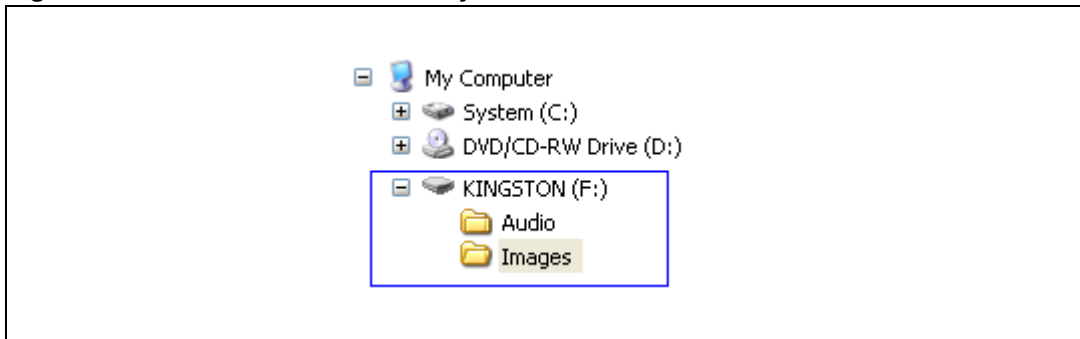 My Computer
System (C:)
DVD/CD-RW Drive (D:)
KINGSTON (F:)
Audio
Images